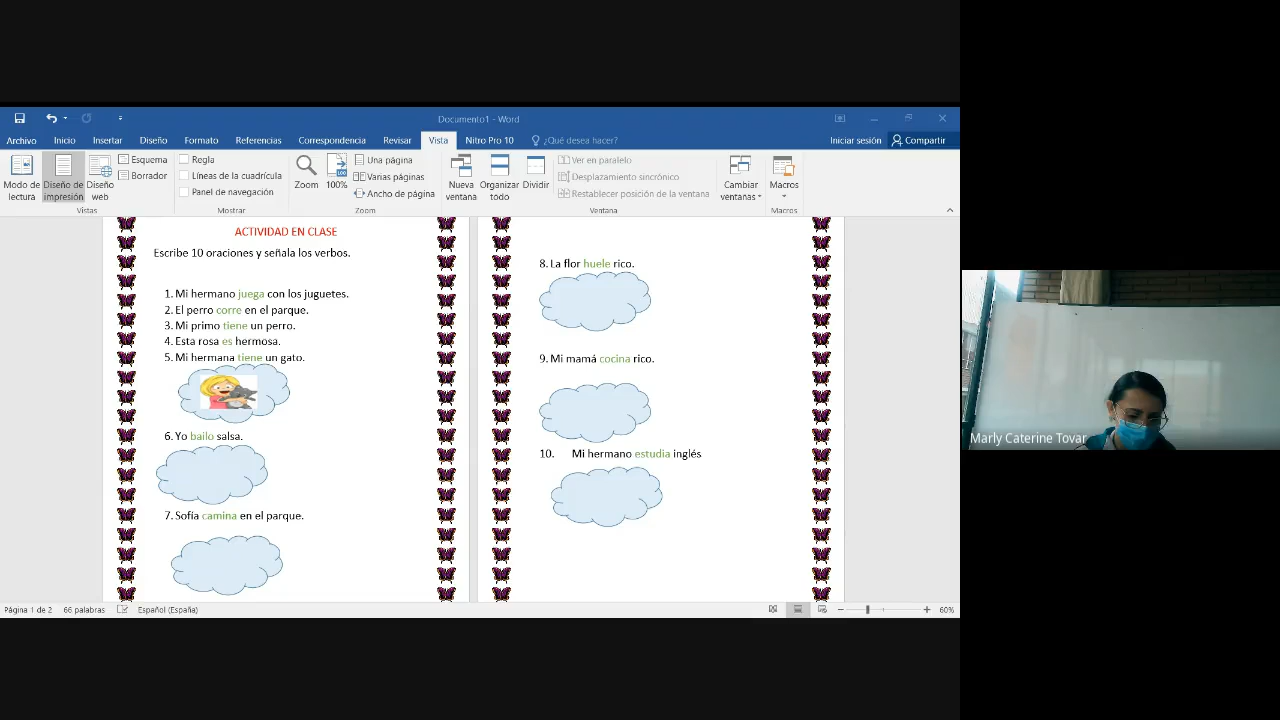 Documento1 - Word
Archivo Inicio Insertar Diseño Formato Referencias Correspondencia Revisar Vista Nitro Pro 10 ¿Qué desea hacer? Iniciar sesión Compartir
Modo de lectura Diseño de impresión Diseño web
Esquema
Borrador
Vistas
Regla
Líneas de la cuadrícula
Panel de navegación
Mostrar
Zoom 100%
Una página
Varias páginas
Ancho de página
Zoom
Nueva ventana Organizar todo Dividir
Ver en paralelo
Desplazamiento sincrónico
Restablecer posición de la ventana
Ventana
Cambiar ventanas
Macros
Macros
ACTIVIDAD EN CLASE
Escribe 10 oraciones y señala los verbos.
1. Mi hermano juega con los juguetes.
2. El perro corre en el parque.
3. Mi primo tiene un perro.
4. Esta rosa es hermosa.
5. Mi hermana tiene un gato.
6. Yo bailo salsa.
7. Sofía camina en el parque.
8. La flor huele rico.
9. Mi mamá cocina rico.
10. Mi hermano estudia inglés
Página 1 de 2 66 palabras Español (España) 60%
Marly Caterine Tovar